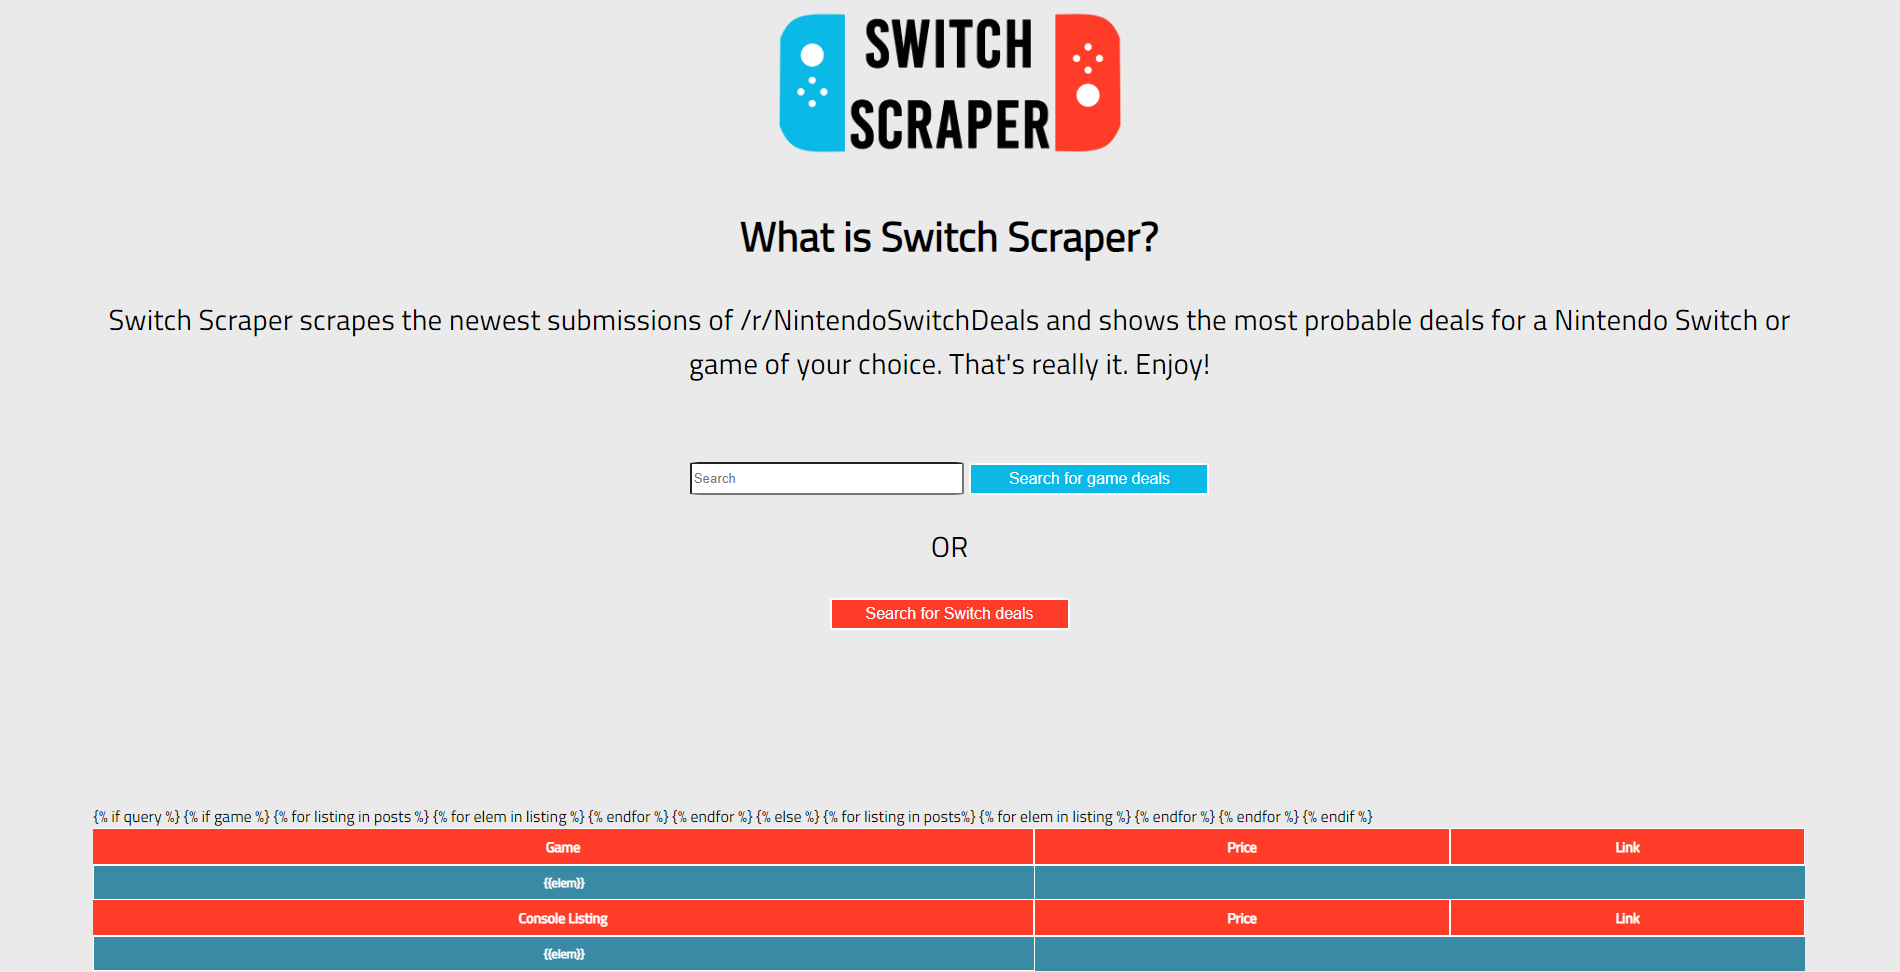 SWITCH
SCRAPER
What is Switch Scraper?
Switch Scraper scrapes the newest submissions of /r/NintendoSwitchDeals and shows the most probable deals for a Nintendo Switch or
game of your choice. That's really it. Enjoy!
Search Search for game deals
OR
Search for Switch deals
{% if query %} {% if game %} {% for listing in posts %} {% for elem in listing %} {% endfor %} {% endfor %} {% else %} {% for listing in posts%} {% for elem in listing %} {% endfor %} {% endfor %} {% endif %}
Game Price Link
{{elem}}
Console Listing Price Link
{{elem}}